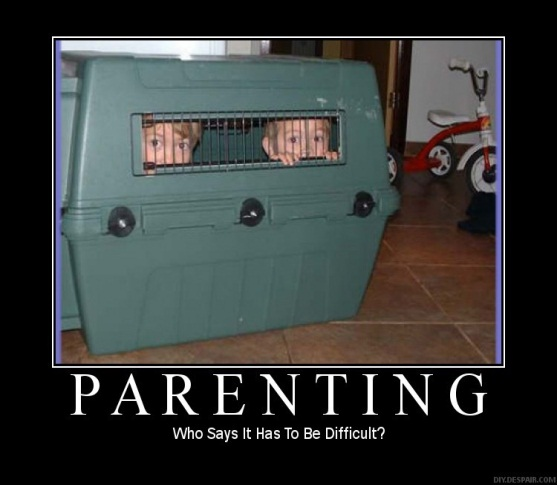 PARENTING
Who Says It Has To Be Difficult?
DIY.DESPAIR.COM